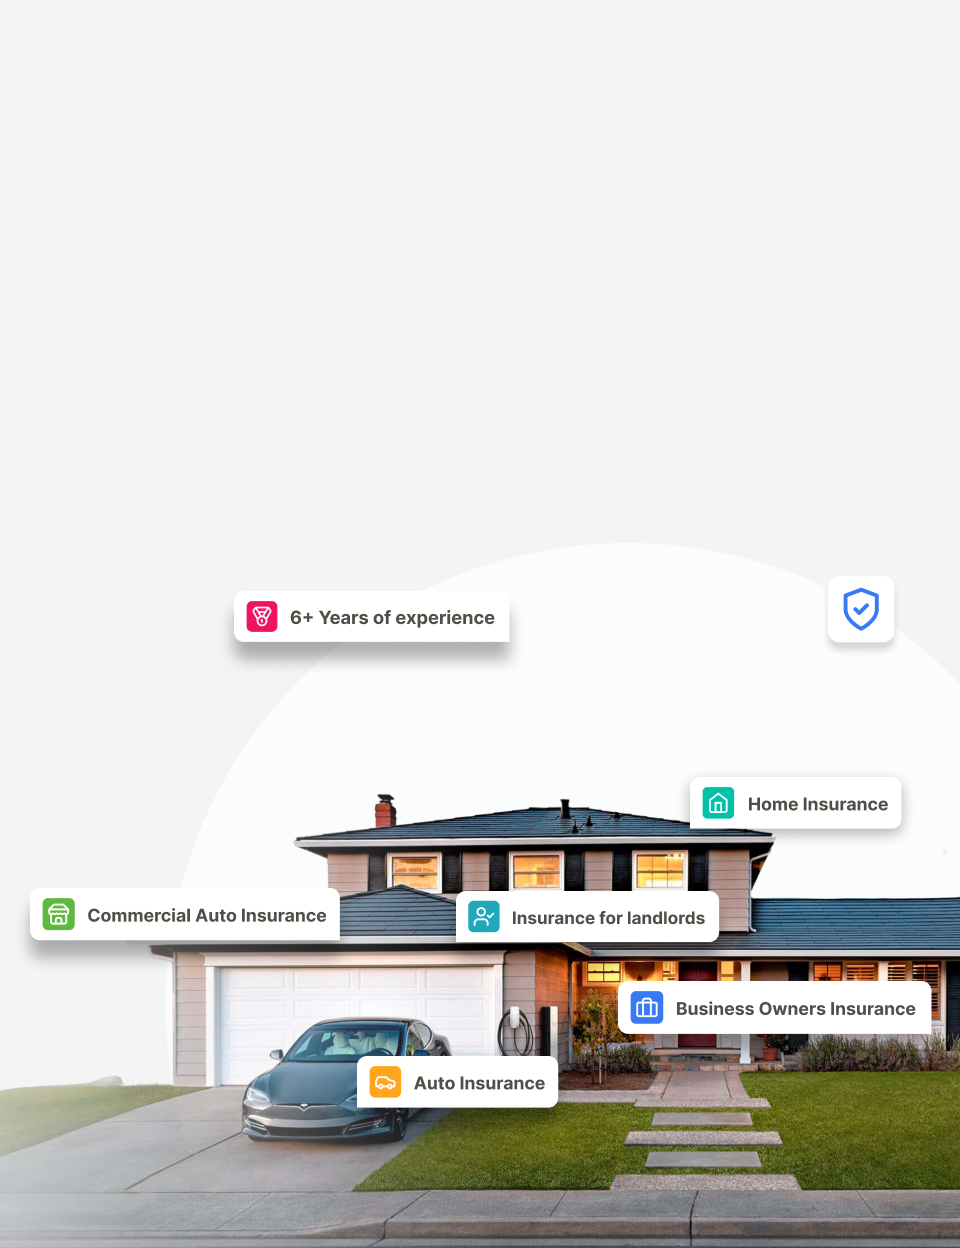 6+ Years of experience
Home Insurance
Commercial Auto Insurance
Insurance for landlords
Business Owners Insurance
Auto Insurance